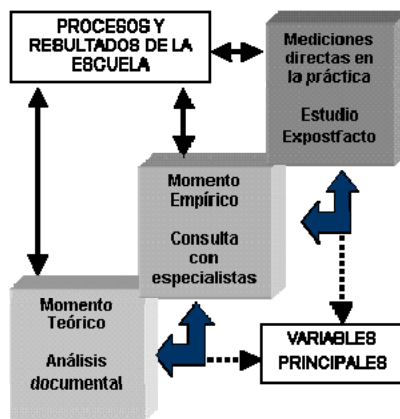 PROCESOS Y
RESULTADOS DE LA
ESCUELA
Mediciones
directas en
la práctica
Estudio
Expostfacto
Momento
Empírico
Consulta
con
especialistas
Momento
Teórico
Análisis
documental
VARIABLES
PRINCIPALES